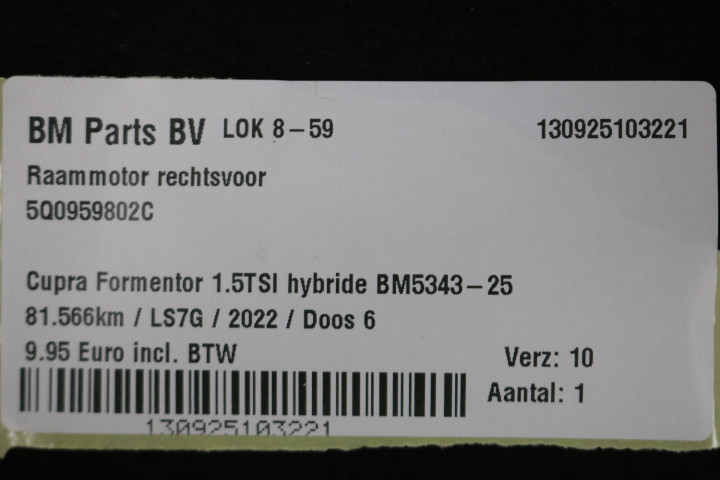 BM Parts BV LOK 8-59 130925103221
Raammotor rechtsvoor
5Q0959802C
Cupra Formentor 1.5TSI hybride BM5343-25
81.566km / LS7G / 2022 / Doos 6
9.95 Euro incl. BTW Verz: 10
Aantal: 1
130925103221